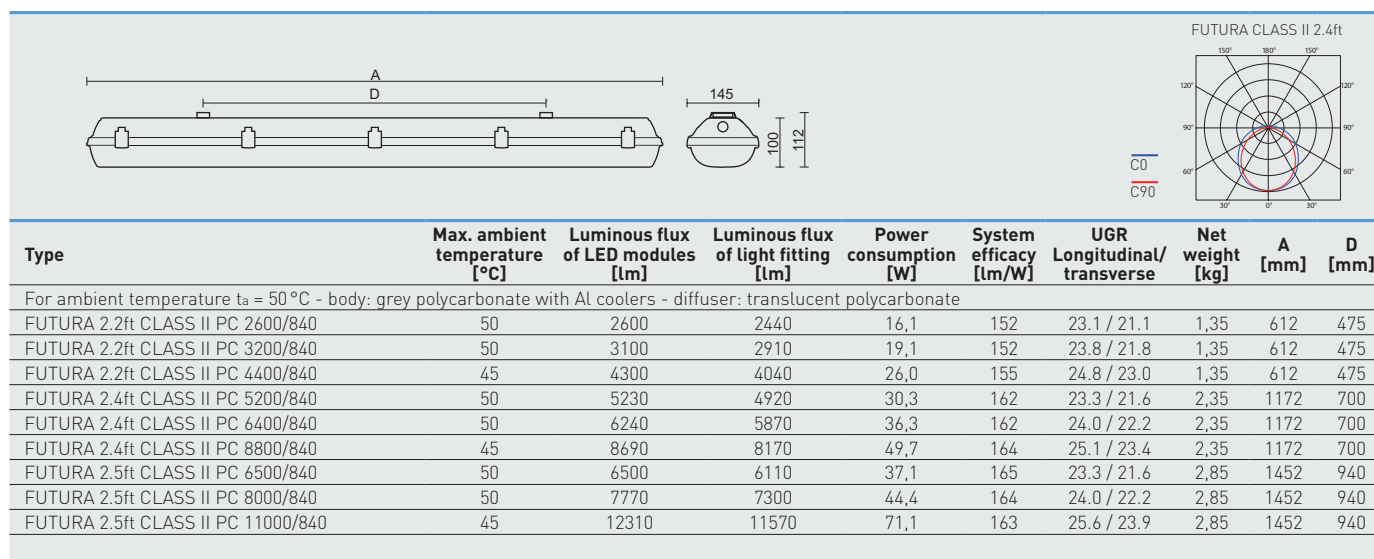 FUTURA CLASS II 2.4ft
150° 180° 150°
120° 120°
90° 90°
60° 60°
30° 0° 30°
C0
C90
A
D
145
100
112
Type Max. ambient temperature [°C] Luminous flux of LED modules [lm] Luminous flux of light fitting [lm] Power consumption [W] System efficacy [lm/W] UGR Longitudinal/ transverse Net weight [kg] A [mm] D [mm]
For ambient temperature ta = 50 °C - body: grey polycarbonate with Al coolers - diffuser: translucent polycarbonate
FUTURA 2.2ft CLASS II PC 2600/840 50 2600 2440 16,1 152 23.1 / 21.1 1,35 612 475
FUTURA 2.2ft CLASS II PC 3200/840 50 3100 2910 19,1 152 23.8 / 21.8 1,35 612 475
FUTURA 2.2ft CLASS II PC 4400/840 45 4300 4040 26,0 155 24.8 / 23.0 1,35 612 475
FUTURA 2.4ft CLASS II PC 5200/840 50 5230 4920 30,3 162 23.3 / 21.6 2,35 1172 700
FUTURA 2.4ft CLASS II PC 6400/840 50 6240 5870 36,3 162 24.0 / 22.2 2,35 1172 700
FUTURA 2.4ft CLASS II PC 8800/840 45 8690 8170 49,7 164 25.1 / 23.4 2,35 1172 700
FUTURA 2.5ft CLASS II PC 6500/840 50 6500 6110 37,1 165 23.3 / 21.6 2,85 1452 940
FUTURA 2.5ft CLASS II PC 8000/840 50 7770 7300 44,4 164 24.0 / 22.2 2,85 1452 940
FUTURA 2.5ft CLASS II PC 11000/840 45 12310 11570 71,1 163 25.6 / 23.9 2,85 1452 940